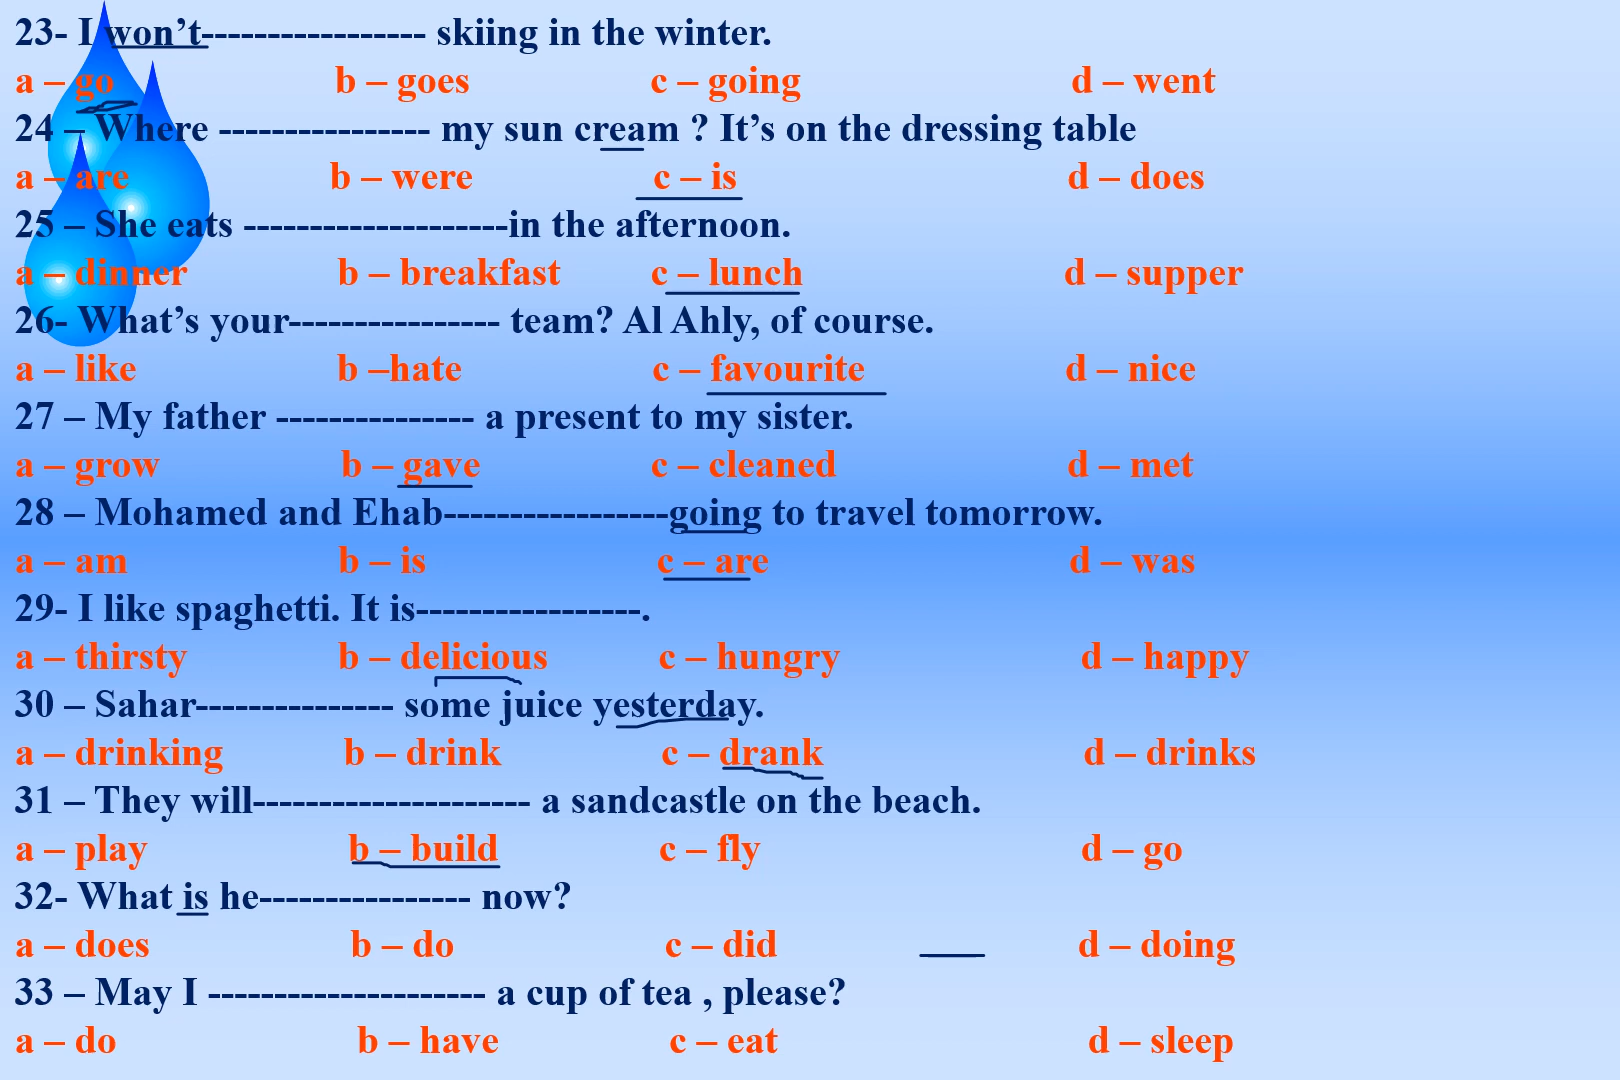 23- I won’t----------------- skiing in the winter.
a – go b – goes c – going d – went
24 – Where ---------------- my sun cream ? It’s on the dressing table
a – are b – were c – is d – does
25 – She eats --------------------in the afternoon.
a – dinner b – breakfast c – lunch d – supper
26- What’s your---------------- team? Al Ahly, of course.
a – like b –hate c – favourite d – nice
27 – My father --------------- a present to my sister.
a – grow b – gave c – cleaned d – met
28 – Mohamed and Ehab-----------------going to travel tomorrow.
a – am b – is c – are d – was
29- I like spaghetti. It is-----------------.
a – thirsty b – delicious c – hungry d – happy
30 – Sahar--------------- some juice yesterday.
a – drinking b – drink c – drank d – drinks
31 – They will--------------------- a sandcastle on the beach.
a – play b – build c – fly d – go
32- What is he---------------- now?
a – does b – do c – did d – doing
33 – May I --------------------- a cup of tea , please?
a – do b – have c – eat d – sleep